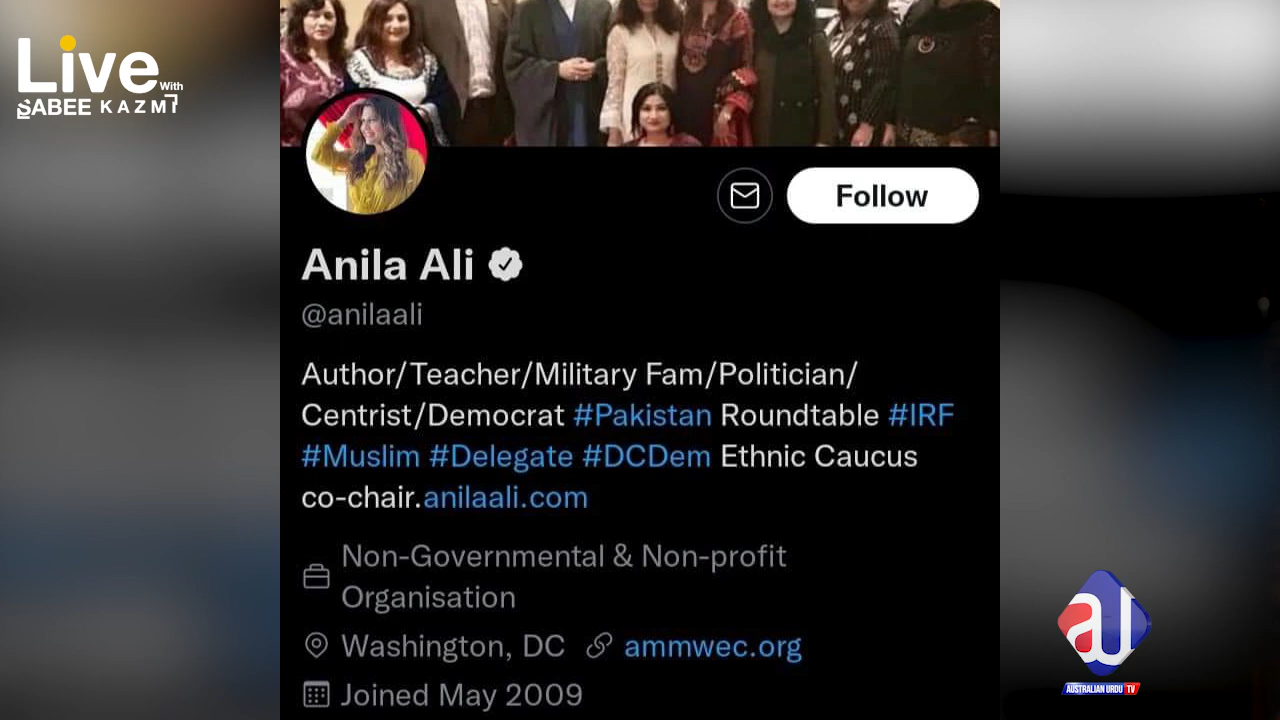 Live With
SABEE KAZMI
Follow
Anila Ali
@anilaali
Author/Teacher/Military Fam/Politician/
Centrist/Democrat #Pakistan Roundtable #IRF
#Muslim #Delegate #DCDem Ethnic Caucus
co-chair.anilaali.com
Non-Governmental & Non-profit
Organisation
Washington, DC ammwec.org
Joined May 2009
au
AUSTRALIAN URDU TV